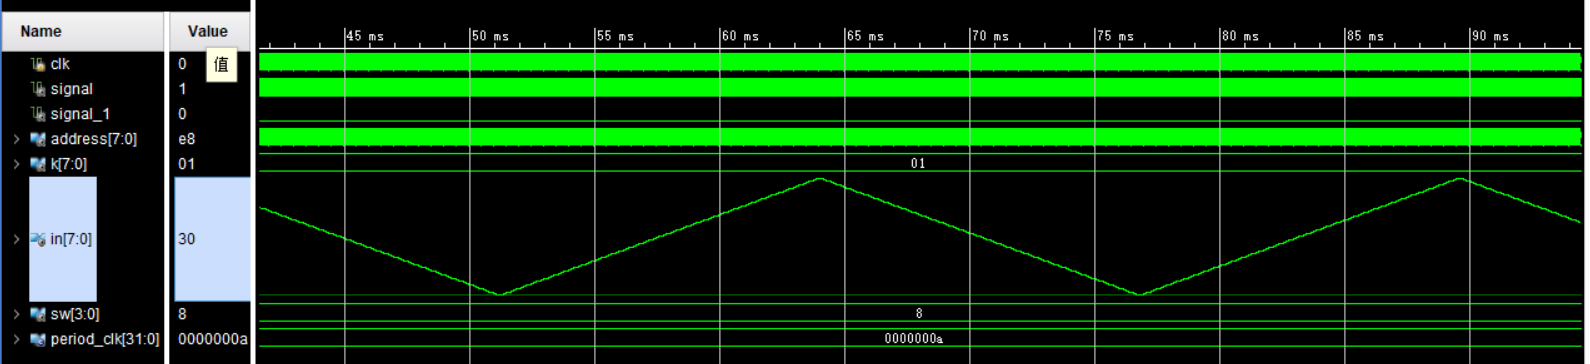 Name Value
45 ms 50 ms 55 ms 60 ms 65 ms 70 ms 75 ms 80 ms 85 ms 90 ms
clk 0
值
signal 1
signal_1 0
address[7:0] e8
k[7:0] 01 01
in[7:0] 30
sw[3:0] 8 8
period_clk[31:0] 0000000a 0000000a